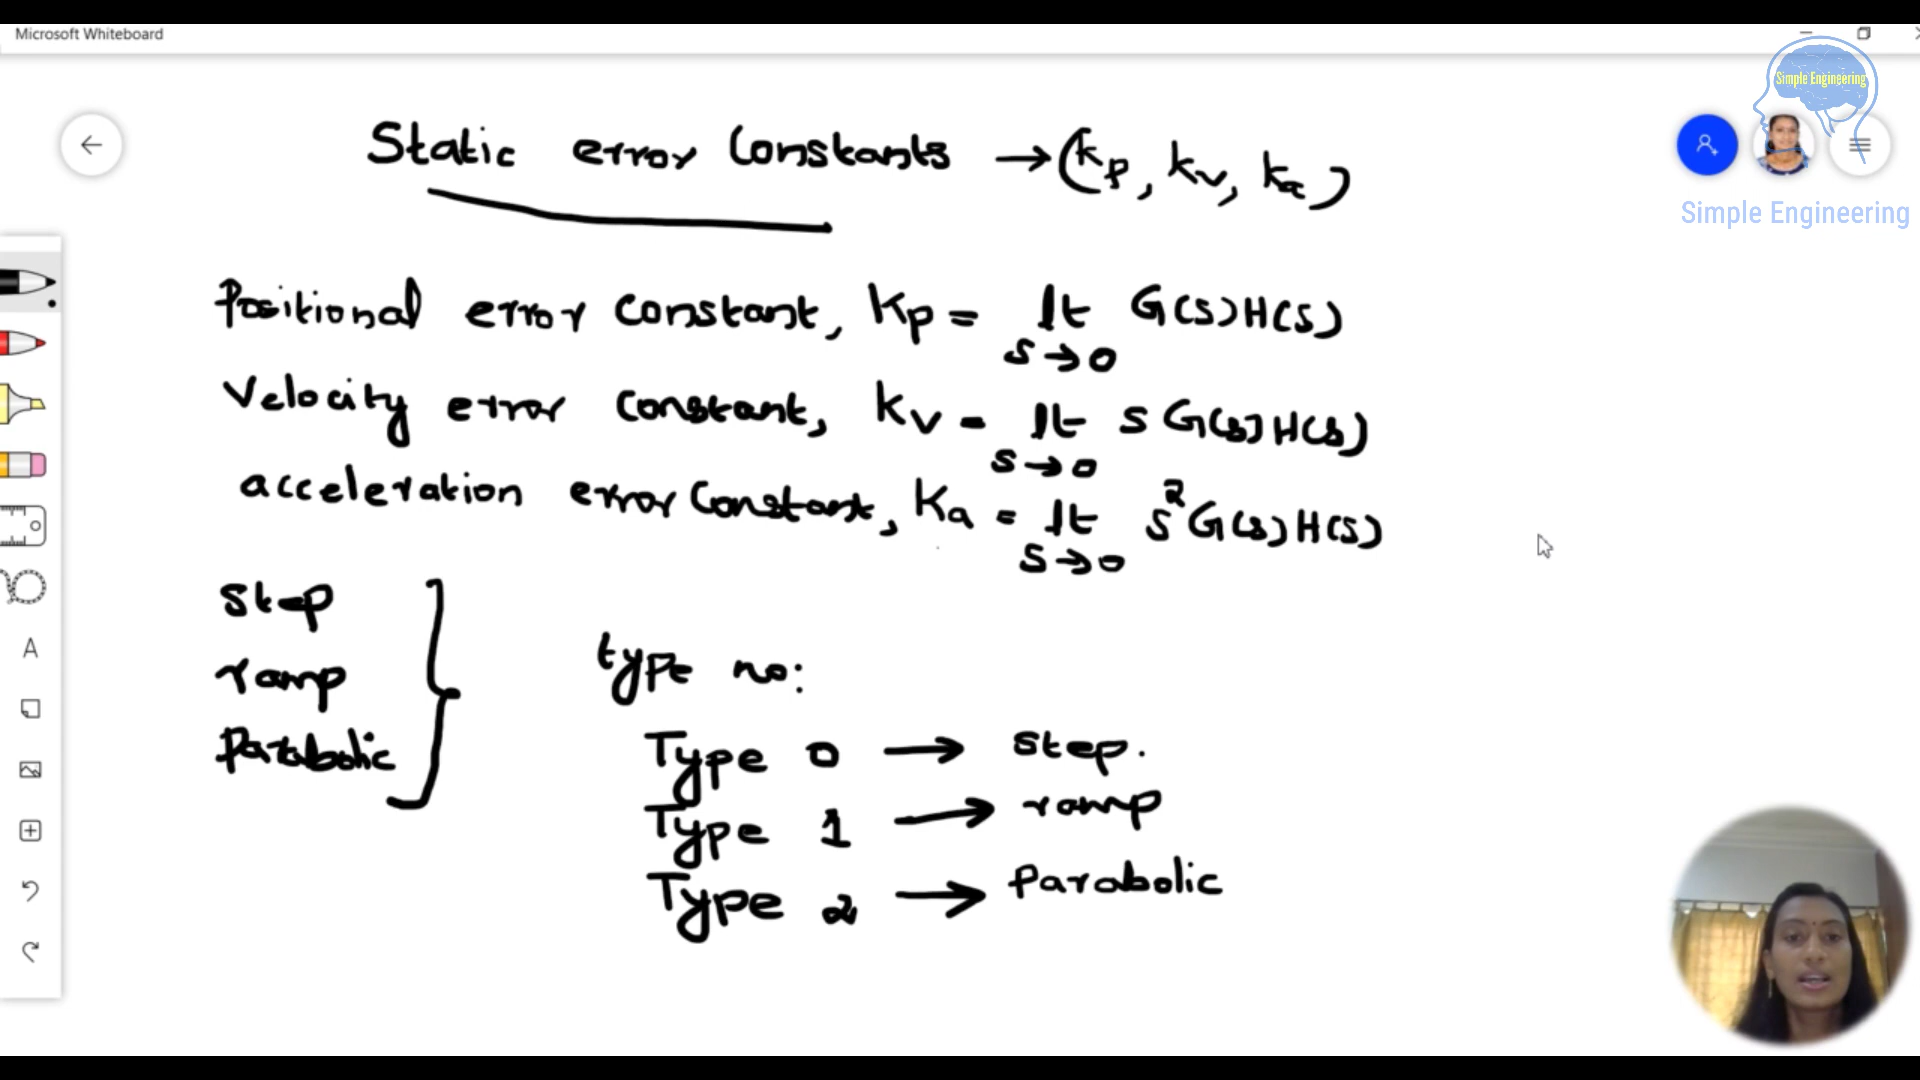 Microsoft Whiteboard
Simple Engineering
Simple Engineering
Static error Constants → (Kp, Kv, Ka)
Positional error constant, Kp = lt G(s)H(s)
s→0
Velocity error constant, Kv = lt s G(s)H(s)
s→0
acceleration error Constant, Ka = lt s² G(s)H(s)
s→0
step
ramp
Parabolic
type no:
Type 0 → step.
Type 1 → ramp
Type 2 → Parabolic
A